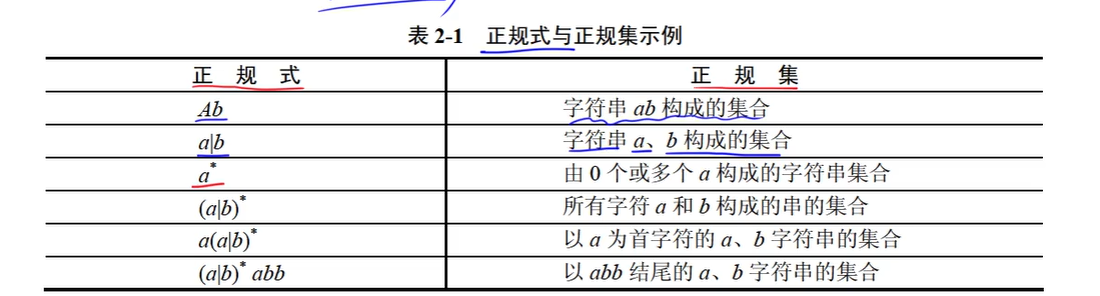 表 2-1 正规式与正规集示例
正 规 式 正 规 集
Ab 字符串 ab 构成的集合
a|b 字符串 a、b 构成的集合
a* 由 0 个或多个 a 构成的字符串集合
(a|b)* 所有字符 a 和 b 构成的串的集合
a(a|b)* 以 a 为首字符的 a、b 字符串的集合
(a|b)* abb 以 abb 结尾的 a、b 字符串的集合